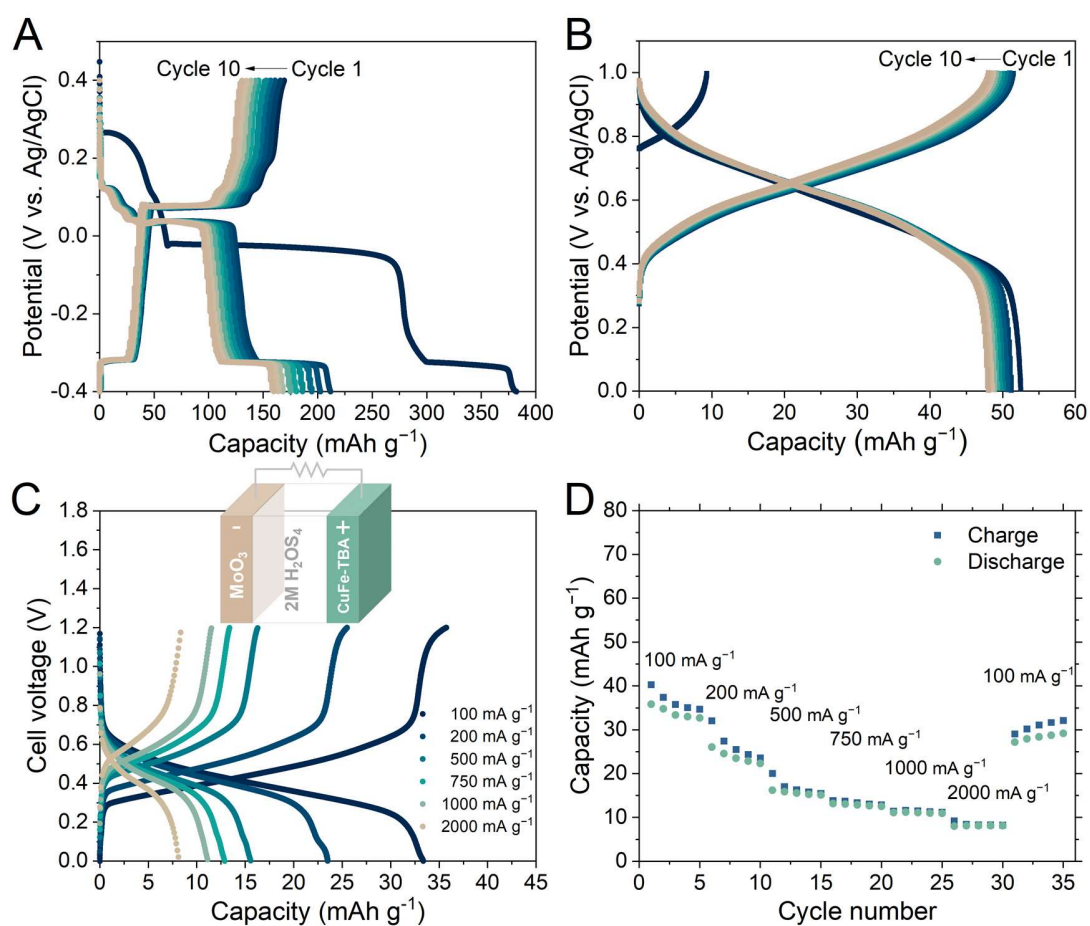 A
Cycle 10
Cycle 1
0.4
0.2
0.0
-0.2
-0.4
Potential (V vs. Ag/AgCl)
0 50 100 150 200 250 300 350 400
Capacity (mAh g⁻¹)
B
Cycle 10
Cycle 1
1.0
0.8
0.6
0.4
0.2
0.0
Potential (V vs. Ag/AgCl)
0 10 20 30 40 50 60
Capacity (mAh g⁻¹)
C
MoO₃ -
2M H₂OS₄
CuFe-TBA +
1.8
1.6
1.4
1.2
1.0
0.8
0.6
0.4
0.2
0.0
Cell voltage (V)
100 mA g⁻¹
200 mA g⁻¹
500 mA g⁻¹
750 mA g⁻¹
1000 mA g⁻¹
2000 mA g⁻¹
0 5 10 15 20 25 30 35 40 45
Capacity (mAh g⁻¹)
D
Charge
Discharge
80
70
60
50
40
30
20
10
0
Capacity (mAh g⁻¹)
100 mA g⁻¹
200 mA g⁻¹
500 mA g⁻¹
750 mA g⁻¹
1000 mA g⁻¹
2000 mA g⁻¹
100 mA g⁻¹
0 5 10 15 20 25 30 35
Cycle number